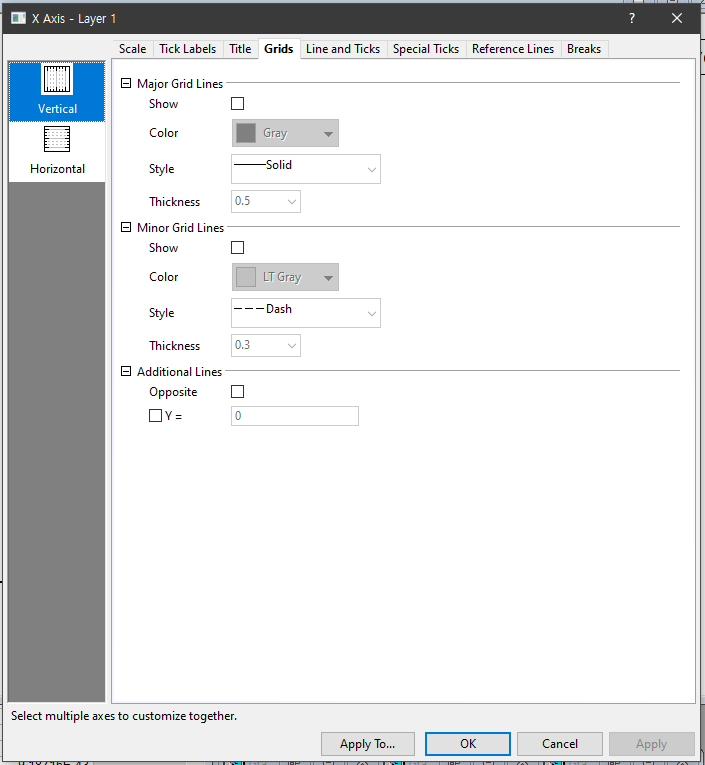 X Axis - Layer 1
?
Scale Tick Labels Title Grids Line and Ticks Special Ticks Reference Lines Breaks
Vertical
Horizontal
Major Grid Lines
Show
Color Gray
Style Solid
Thickness 0.5
Minor Grid Lines
Show
Color LT Gray
Style Dash
Thickness 0.3
Additional Lines
Opposite
Y = 0
Select multiple axes to customize together.
Apply To... OK Cancel Apply